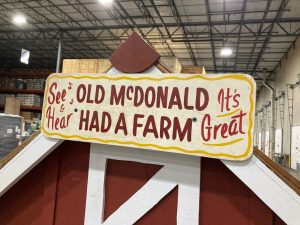 See & Hear
"OLD McDONALD
HAD A FARM"
It's Great